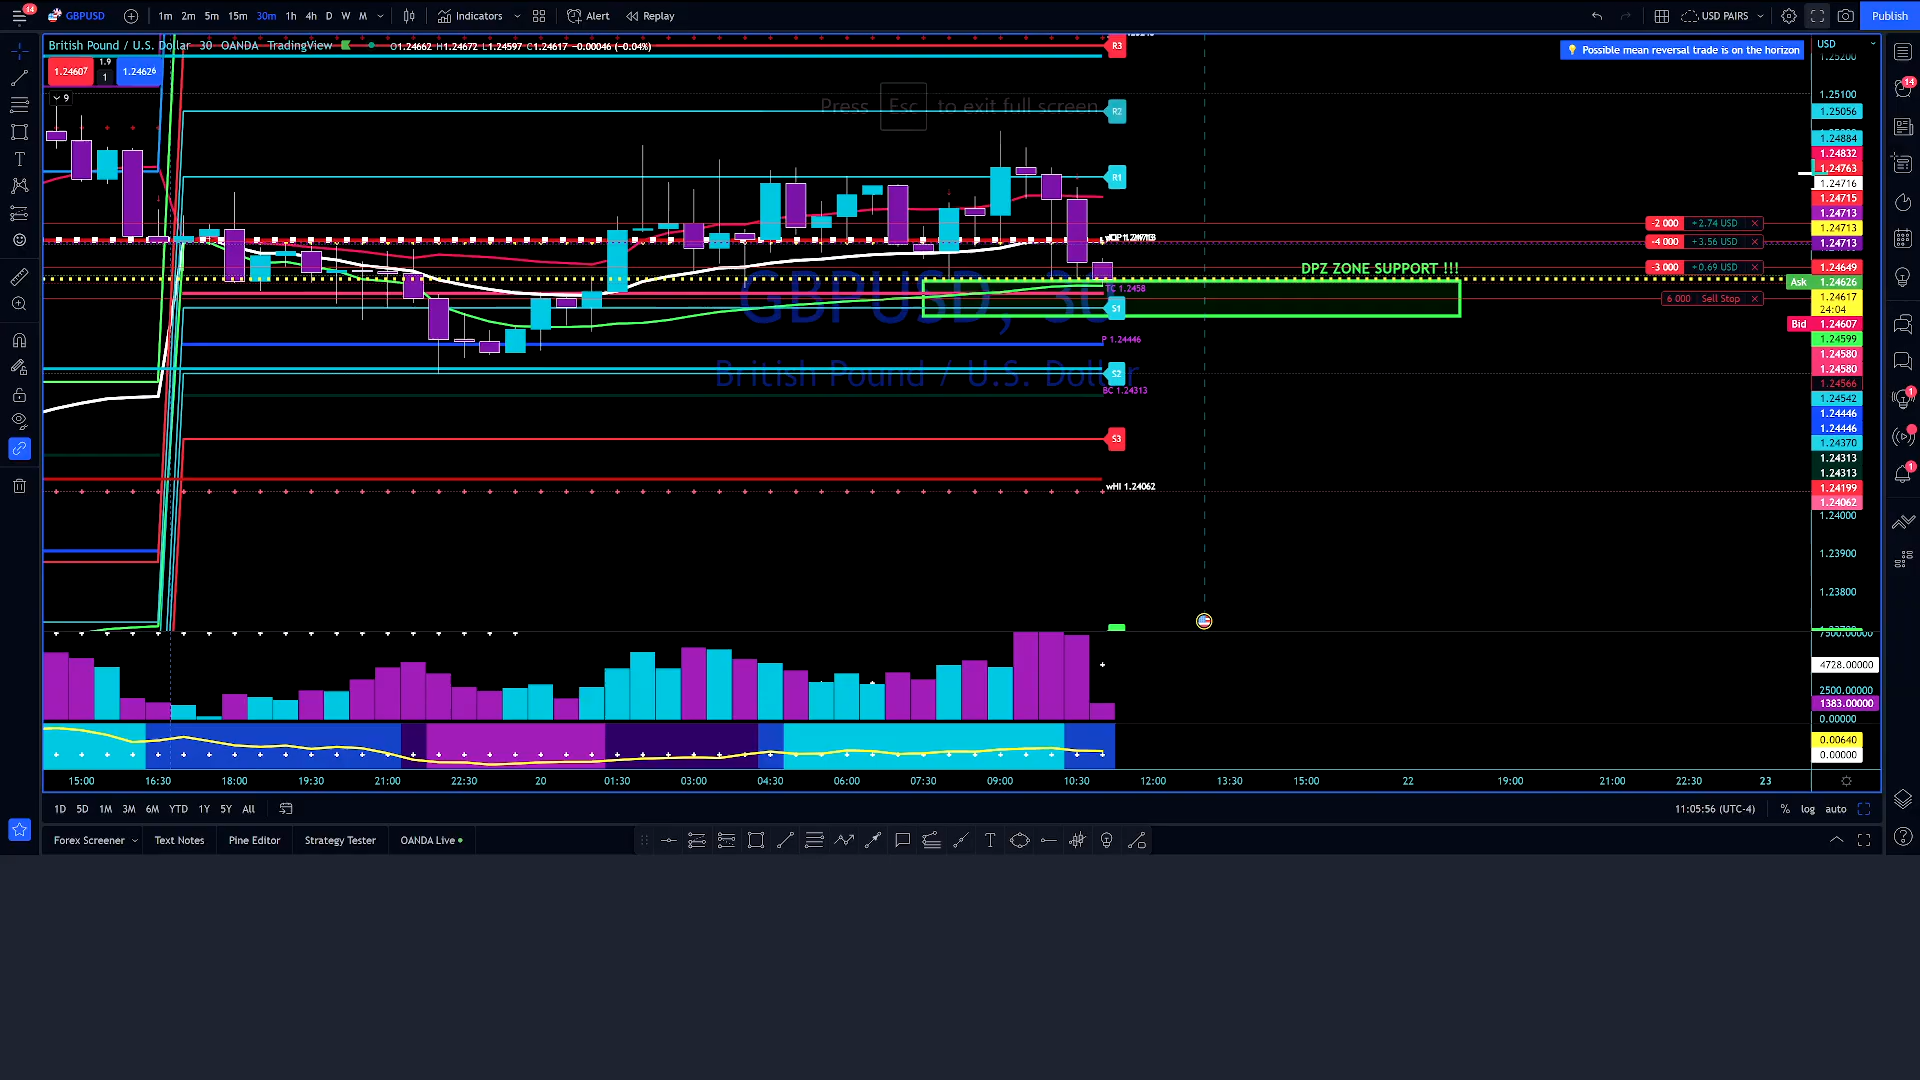 44
GBPUSD 1m 2m 5m 15m 30m 1h 4h D W M Indicators Alert Replay USD PAIRS Publish
British Pound / U.S. Dollar 30 OANDA TradingView O1.24662 H1.24672 L1.24597 C1.24617 −0.00046 (−0.04%)
1.24607 1.9 1 1.24626
9
Possible mean reversal trade is on the horizon
USD
Press Esc to exit full screen
R3
R2
R1
TC 1.2458
S1
P 1.24446
S2
BC 1.24313
S3
wHI 1.24062
GBPUSD, 30
British Pound / U.S. Dollar
DPZ ZONE SUPPORT !!!
-2 000 +2.74 USD
-4 000 +3.56 USD
-3 000 +0.69 USD
6 000 Sell Stop
1.25200
1.25100
1.25056
1.24884
1.24832
1.24763
1.24716
1.24715
1.24713
1.24713
1.24713
1.24649
Ask 1.24626
1.24617
24:04
Bid 1.24607
1.24599
1.24580
1.24580
1.24566
1.24542
1.24446
1.24446
1.24370
1.24313
1.24313
1.24199
1.24062
1.24000
1.23900
1.23800
7500.00000
4728.00000
2500.00000
1383.00000
0.00000
0.00640
0.00000
14
1
1
15:00 16:30 18:00 19:30 21:00 22:30 20 01:30 03:00 04:30 06:00 07:30 09:00 10:30 12:00 13:30 15:00 22 19:00 21:00 22:30 23
1D 5D 1M 3M 6M YTD 1Y 5Y All 11:05:56 (UTC-4) % log auto
Forex Screener Text Notes Pine Editor Strategy Tester OANDA Live